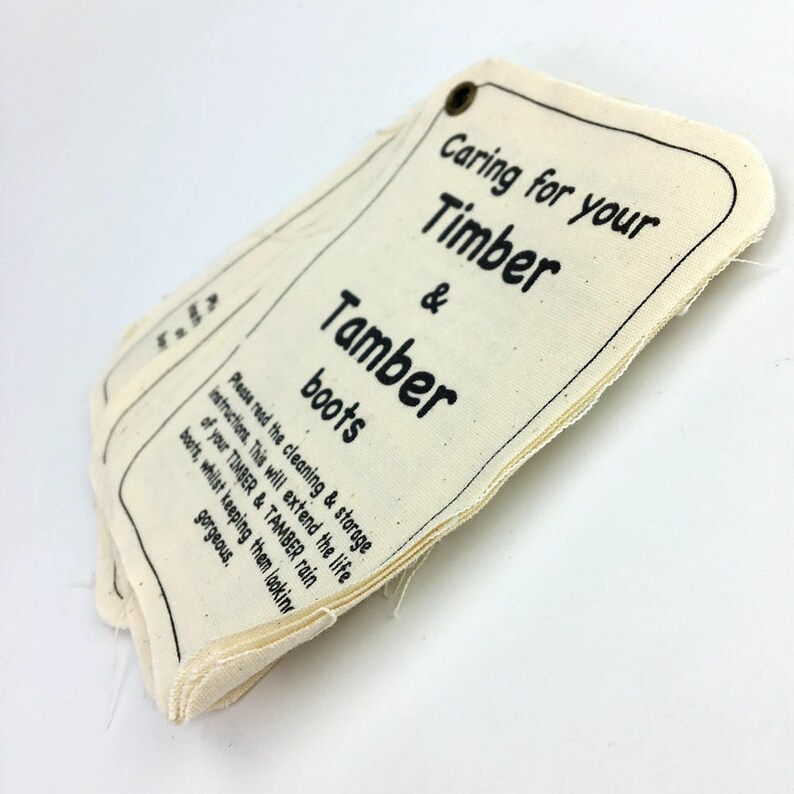 Caring for your
Timber
&
Tamber
boots
Please read the cleaning & storage
instructions. This will extend the life
of your TIMBER & TAMBER rain
boots, whilst keeping them looking
gorgeous.